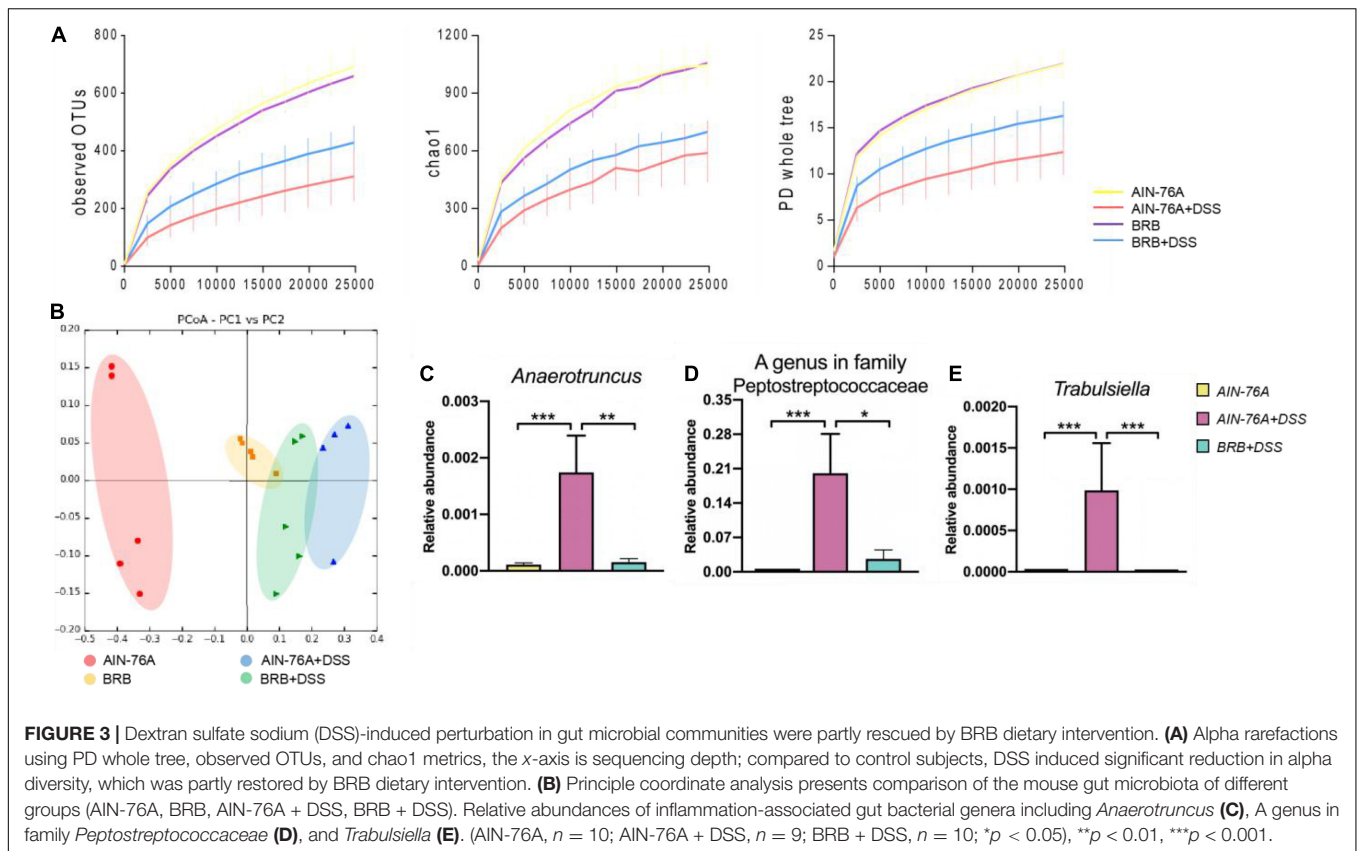 A
800
600
400
200
0
observed OTUs
0 5000 10000 15000 20000 25000
1200
900
600
300
0
chao1
0 5000 10000 15000 20000 25000
25
20
15
10
5
0
PD whole tree
0 5000 10000 15000 20000 25000
AIN-76A
AIN-76A+DSS
BRB
BRB+DSS
B
PCoA - PC1 vs PC2
0.20
0.15
0.10
0.05
0.00
−0.05
−0.10
−0.15
−0.20
−0.5 −0.4 −0.3 −0.2 −0.1 0.0 0.1 0.2 0.3 0.4
AIN-76A
BRB
AIN-76A+DSS
BRB+DSS
C
Anaerotruncus
Relative abundance
0.003
0.002
0.001
0.000
*** **
D
A genus in family
Peptostreptococcaceae
Relative abundance
0.35
0.28
0.21
0.14
0.07
0.00
*** *
E
Trabulsiella
Relative abundance
0.0020
0.0015
0.0010
0.0005
0.0000
*** ***
AIN-76A
AIN-76A+DSS
BRB+DSS
FIGURE 3 | Dextran sulfate sodium (DSS)-induced perturbation in gut microbial communities were partly rescued by BRB dietary intervention. (A) Alpha rarefactions
using PD whole tree, observed OTUs, and chao1 metrics, the x-axis is sequencing depth; compared to control subjects, DSS induced significant reduction in alpha
diversity, which was partly restored by BRB dietary intervention. (B) Principle coordinate analysis presents comparison of the mouse gut microbiota of different
groups (AIN-76A, BRB, AIN-76A + DSS, BRB + DSS). Relative abundances of inflammation-associated gut bacterial genera including Anaerotruncus (C), A genus in
family Peptostreptococcaceae (D), and Trabulsiella (E). (AIN-76A, n = 10; AIN-76A + DSS, n = 9; BRB + DSS, n = 10; *p < 0.05), **p < 0.01, ***p < 0.001.